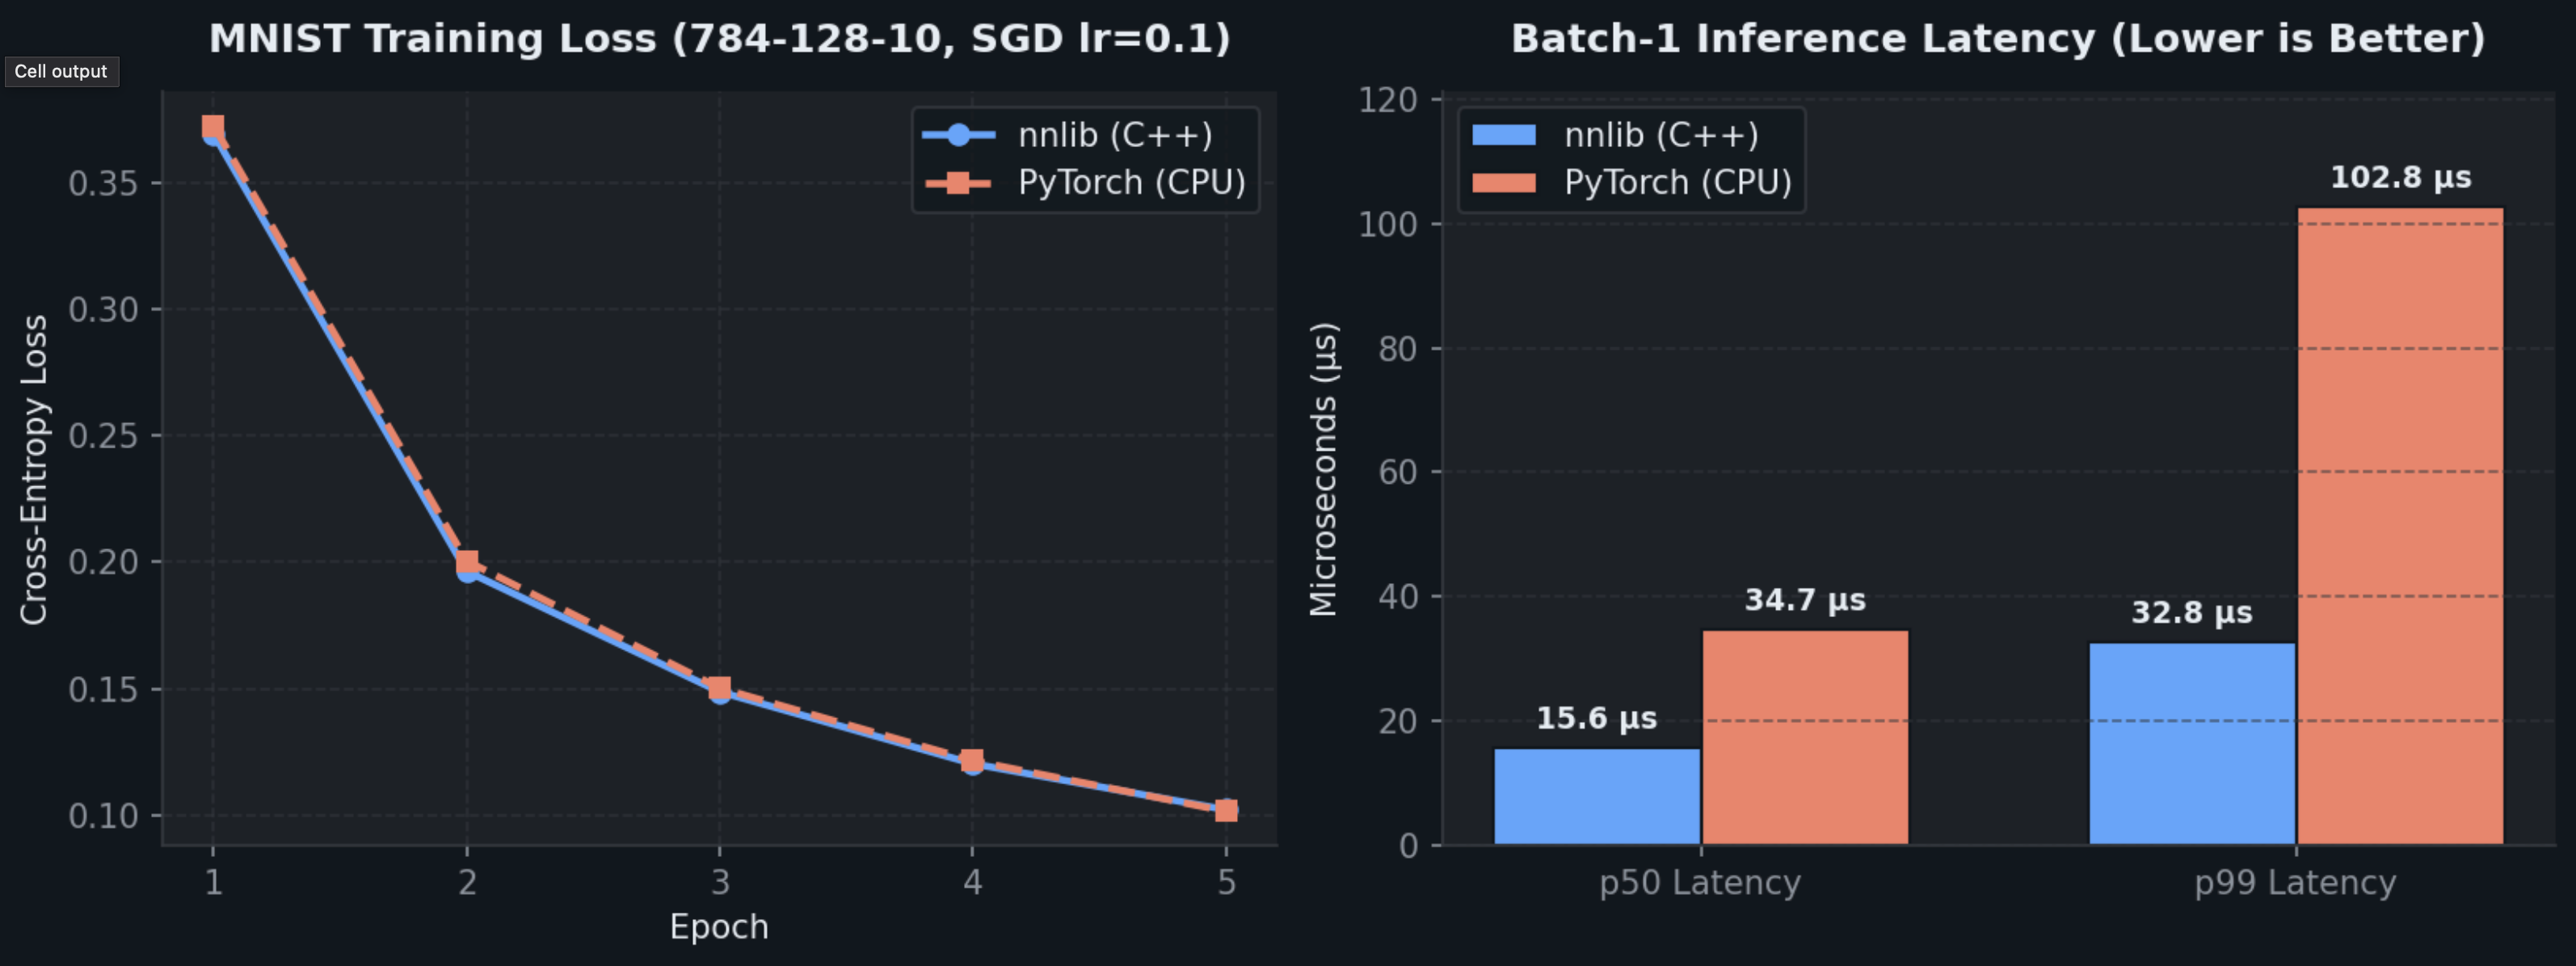 MNIST Training Loss (784-128-10, SGD lr=0.1)
Cell output
nnlib (C++)
PyTorch (CPU)
Cross-Entropy Loss
0.35
0.30
0.25
0.20
0.15
0.10
1 2 3 4 5
Epoch
Batch-1 Inference Latency (Lower is Better)
nnlib (C++)
PyTorch (CPU)
Microseconds (µs)
120
100
80
60
40
20
0
15.6 µs
34.7 µs
32.8 µs
102.8 µs
p50 Latency
p99 Latency